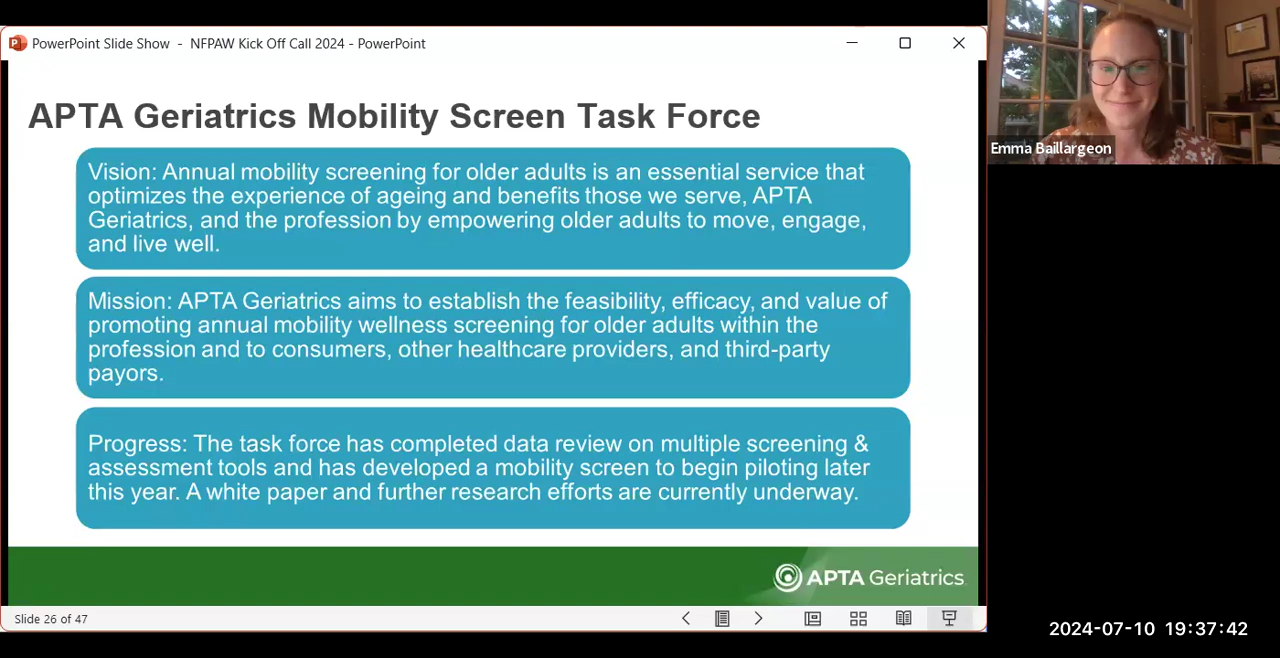 PowerPoint Slide Show - NFPAW Kick Off Call 2024 - PowerPoint
APTA Geriatrics Mobility Screen Task Force
Vision: Annual mobility screening for older adults is an essential service that
optimizes the experience of ageing and benefits those we serve, APTA
Geriatrics, and the profession by empowering older adults to move, engage,
and live well.
Mission: APTA Geriatrics aims to establish the feasibility, efficacy, and value of
promoting annual mobility wellness screening for older adults within the
profession and to consumers, other healthcare providers, and third-party
payors.
Progress: The task force has completed data review on multiple screening &
assessment tools and has developed a mobility screen to begin piloting later
this year. A white paper and further research efforts are currently underway.
APTA Geriatrics
Slide 26 of 47
Emma Baillargeon
2024-07-10 19:37:42